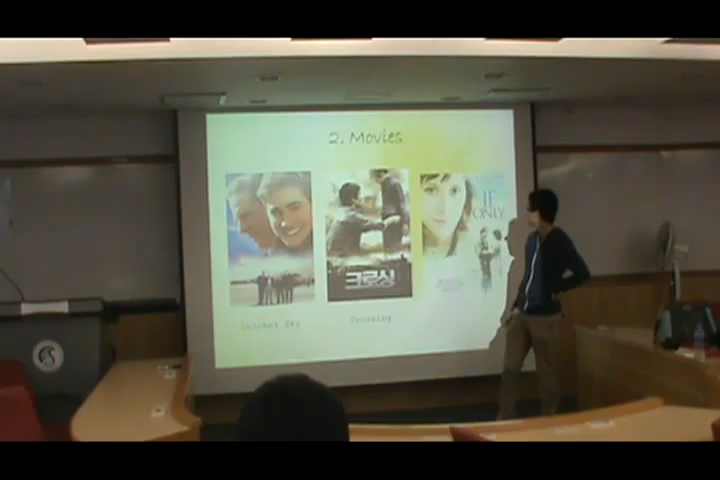 2. Movies
IF
ONLY
크로싱
October Sky
Crossing